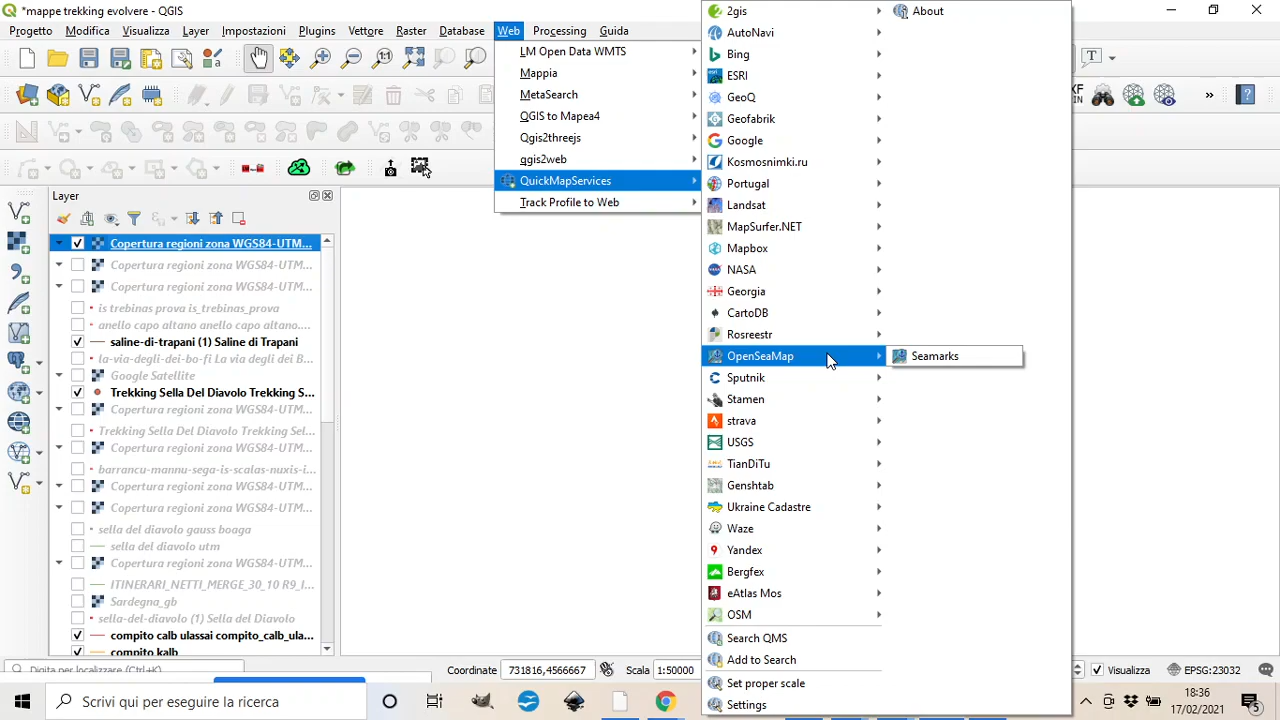 *mappe trekking evolvere - QGIS
rogetto Modifica Visualizza Layer Impostazioni Plugins Vettore Raster Database Web Processing Guida
LM Open Data WMTS
Mappia
MetaSearch
QGIS to Mapea4
Qgis2threejs
qgis2web
QuickMapServices
Track Profile to Web
2gis
AutoNavi
Bing
ESRI
GeoQ
Geofabrik
Google
Kosmosnimki.ru
Portugal
Landsat
MapSurfer.NET
Mapbox
NASA
Georgia
CartoDB
Rosreestr
OpenSeaMap
Sputnik
Stamen
strava
USGS
TianDiTu
Genshtab
Ukraine Cadastre
Waze
Yandex
Bergfex
eAtlas Mos
OSM
Search QMS
Add to Search
Set proper scale
Settings
About
Seamarks
XF
IN
Layer
Copertura regioni zona WGS84-UTM...
Copertura regioni zona WGS84-UTM...
Copertura regioni zona WGS84-UTM...
is trebinas prova is_trebinas_prova
anello capo altano anello capo altano....
saline-di-trapani (1) Saline di Trapani
la-via-degli-dei-bo-fi La via degli dei B...
Google Satellite
Trekking Sella Del Diavolo Trekking S...
Copertura regioni zona WGS84-UTM...
Trekking Sella Del Diavolo Trekking Sel...
Copertura regioni zona WGS84-UTM...
barrancu-mannu-sega-is-scalas-nuxis-i...
Copertura regioni zona WGS84-UTM...
Copertura regioni zona WGS84-UTM...
sella del diavolo gauss boaga
sella del diavolo utm
Copertura regioni zona WGS84-UTM...
ITINERARI_NETTI_MERGE_30_10 R9_I...
Sardegna_gb
sella-del-diavolo (1) Sella del Diavolo
compito calb ulassai compito_calb_ula...
compito kalb
Digita per localizzare (Ctrl+K)
Coordinate 731816,4566667 Scala 1:50000 Visualiz EPSG:23032
Scrivi qui per eseguire la ricerca
18:36
17/02/2021
5